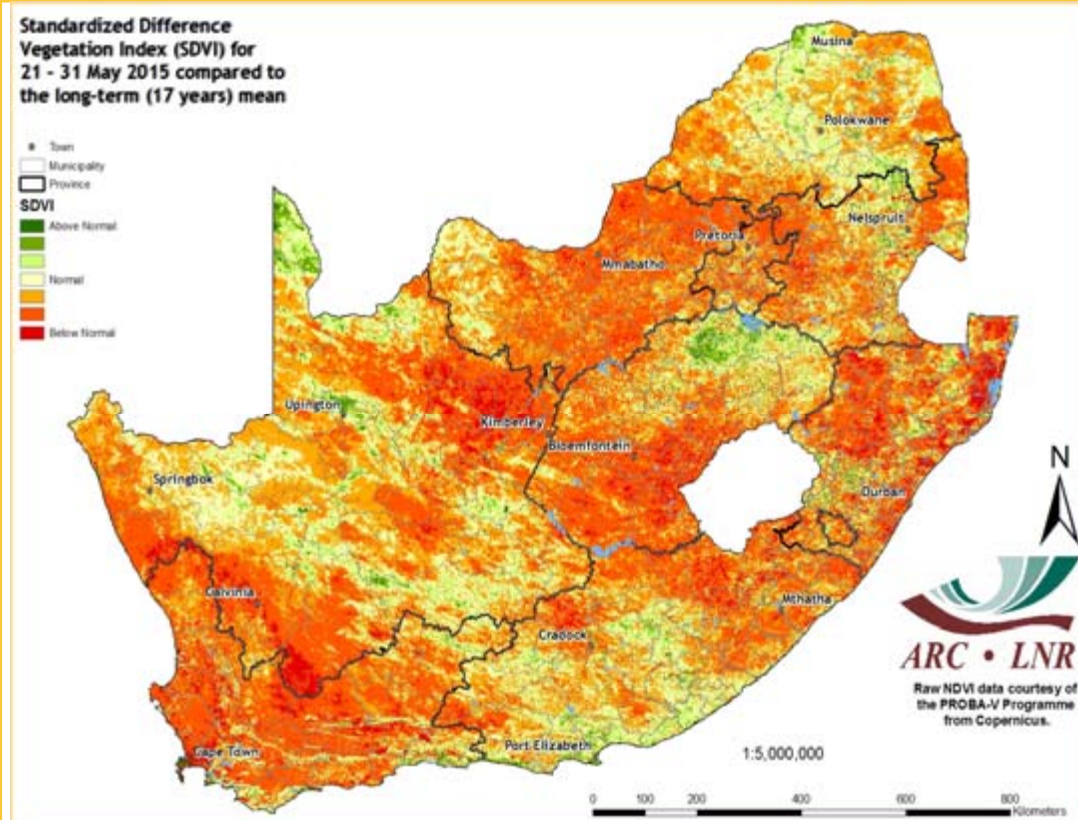 Standardized Difference
Vegetation Index (SDVI) for
21 - 31 May 2015 compared to
the long-term (17 years) mean
Town
Municipality
Province
SDVI
Above Normal
Normal
Below Normal
Musina
Polokwane
Nelspruit
Pretoria
Mmabatho
Upington
Kimberley
Bloemfontein
Springbok
Durban
Calvinia
Mthatha
Cradock
Cape Town
Port Elizabeth
N
ARC • LNR
Raw NDVI data courtesy of
the PROBA-V Programme
from Copernicus.
1:5,000,000
0 100 200 400 600 800
Kilometers